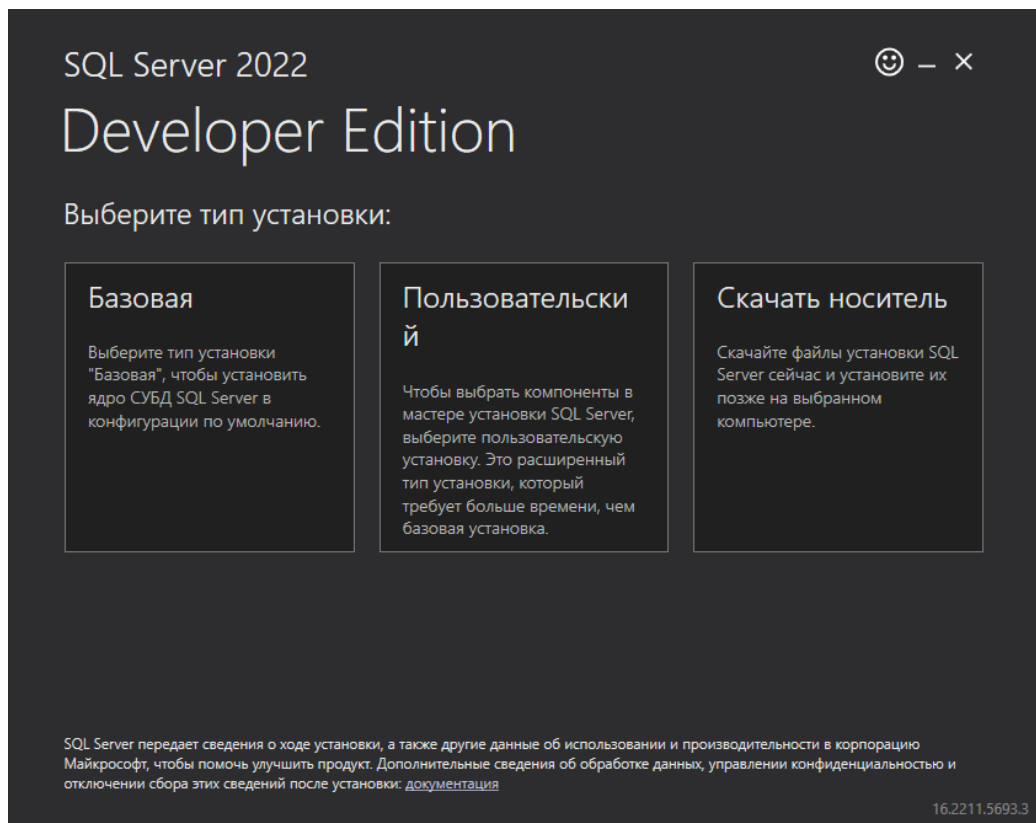 SQL Server 2022
Developer Edition
Выберите тип установки:
Базовая
Выберите тип установки
"Базовая", чтобы установить
ядро СУБД SQL Server в
конфигурации по умолчанию.
Пользовательски
й
Чтобы выбрать компоненты в
мастере установки SQL Server,
выберите пользовательскую
установку. Это расширенный
тип установки, который
требует больше времени, чем
базовая установка.
Скачать носитель
Скачайте файлы установки SQL
Server сейчас и установите их
позже на выбранном
компьютере.
SQL Server передает сведения о ходе установки, а также другие данные об использовании и производительности в корпорацию
Майкрософт, чтобы помочь улучшить продукт. Дополнительные сведения об обработке данных, управлении конфиденциальностью и
отключении сбора этих сведений после установки: документация
16.2211.5693.3